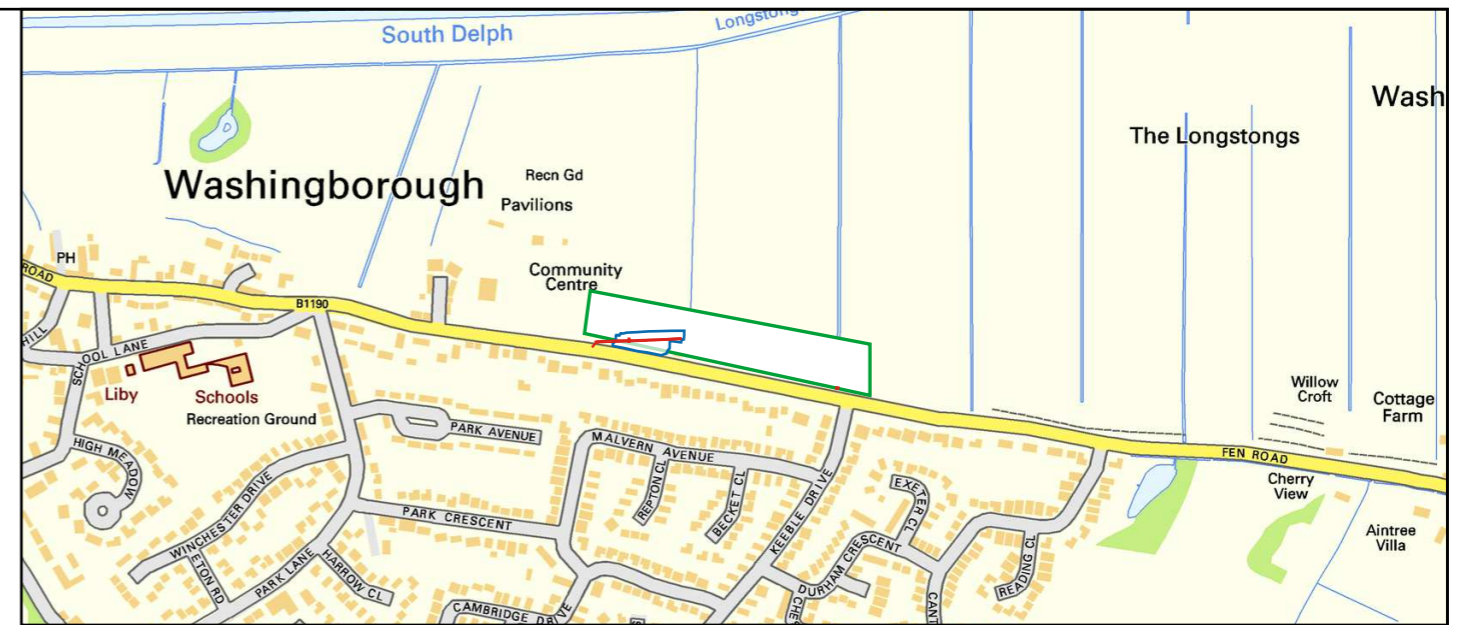 South Delph
Longstong
Wash
The Longstongs
Washingborough
Recn Gd
Pavilions
PH
Community
Centre
ROAD
B1190
HILL
SCHOOL LANE
Liby
Schools
Recreation Ground
PARK AVENUE
MALVERN AVENUE
Willow
Croft
Cottage
Farm
FEN ROAD
Cherry
View
HIGH MEADOW
REPTON CL
BECKET CL
KEEBLE DRIVE
EXETER CL
WINCHESTER DRIVE
PARK CRESCENT
Aintree
Villa
ETON RD
PARK LANE
HARROW CL
DURHAM CRESCENT
READING CL
CAMBRIDGE DRIVE
CHES
CANT